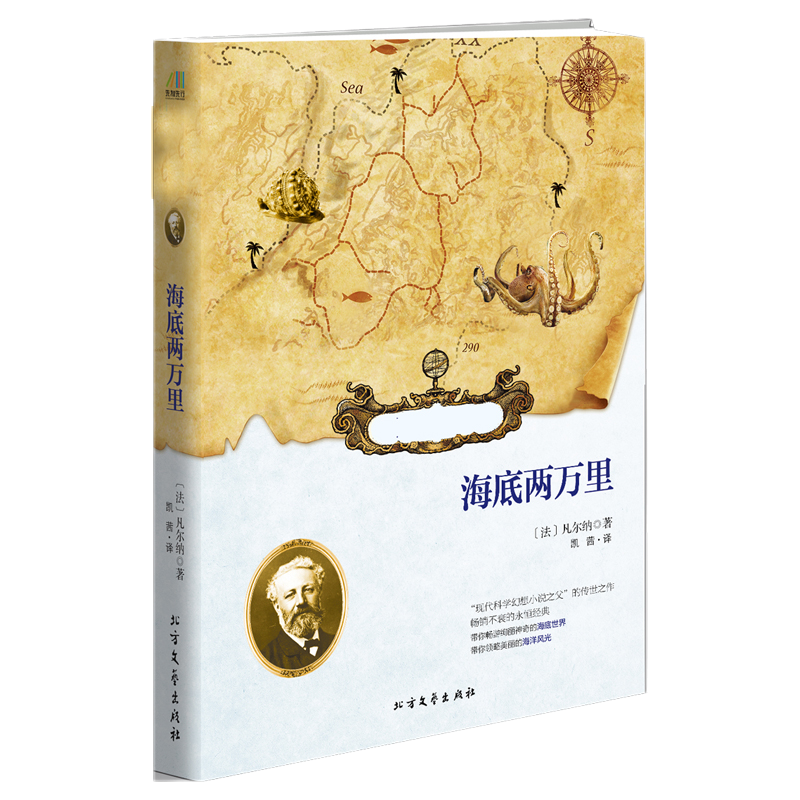 XX
Sea
S
290
海底两万里
〔法〕凡尔纳◎著
凯茜·译
“现代科学幻想小说之父”的传世之作
畅销不衰的永恒经典
带你畅游绚丽神奇的海底世界
带你领略美丽的海洋风光
北方文艺出版社
海底两万里
〔法〕凡尔纳◎著
凯茜·译
北方文艺出版社